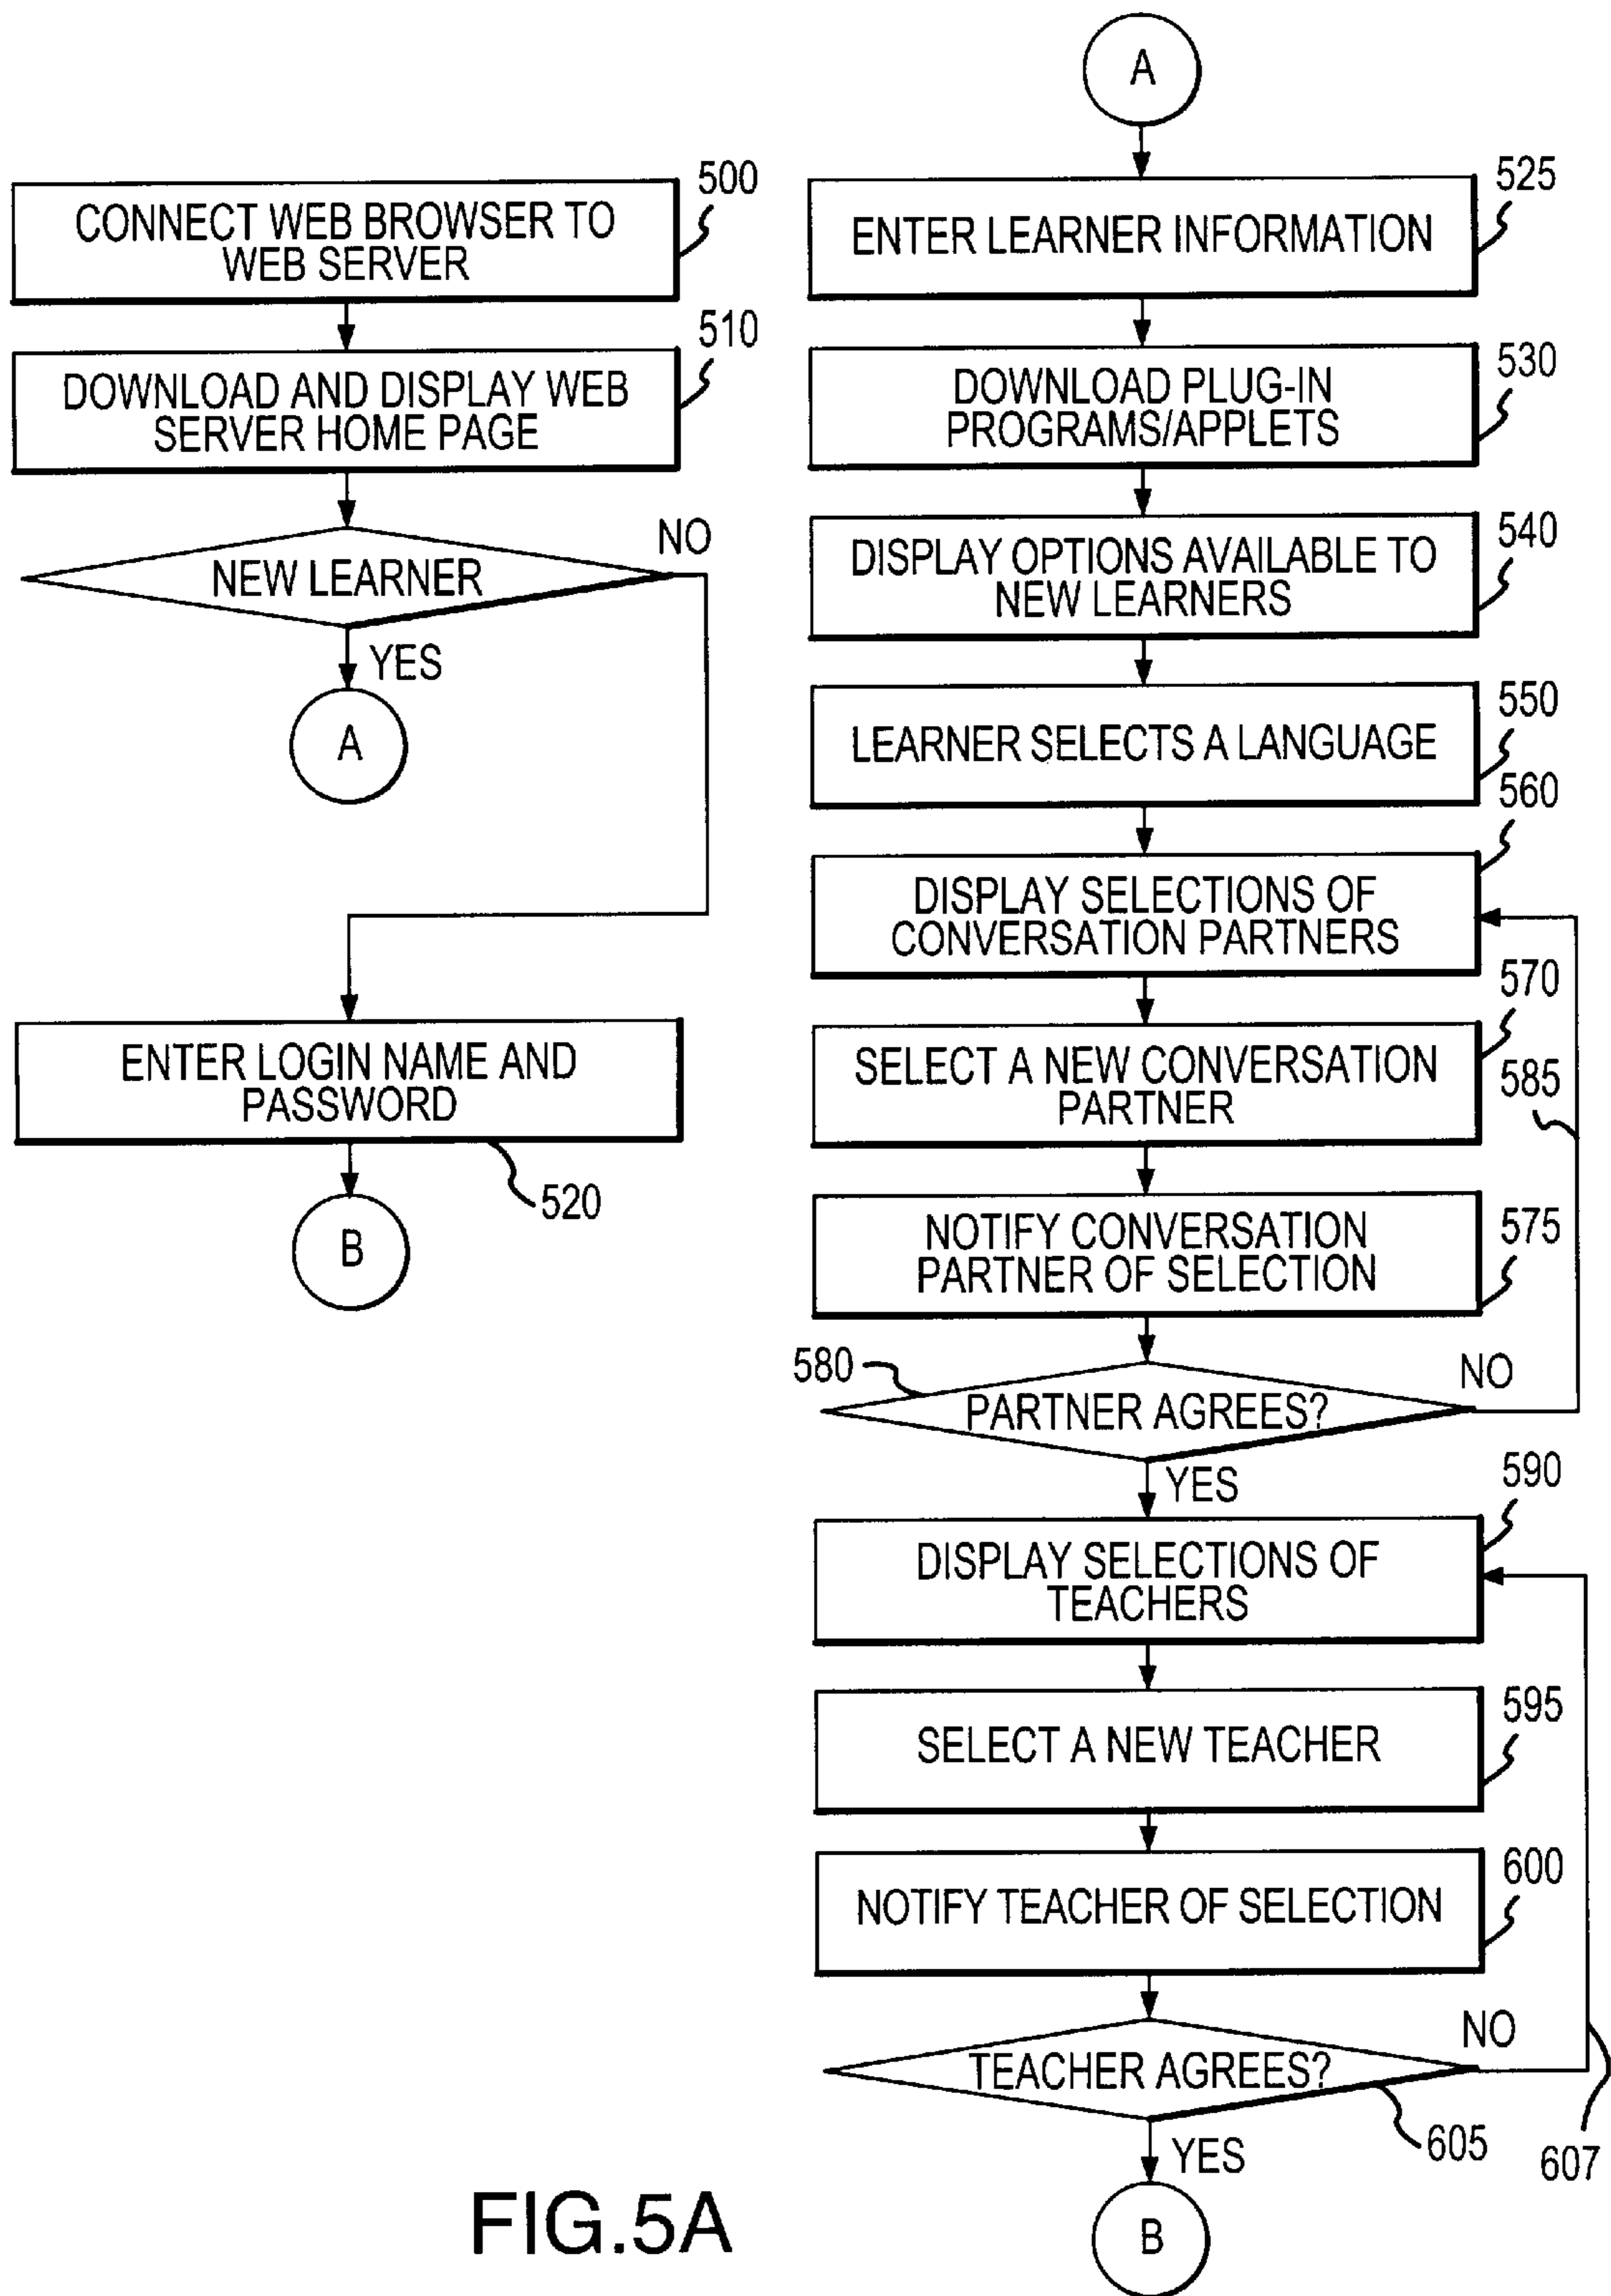 500
CONNECT WEB BROWSER TO
WEB SERVER
510
DOWNLOAD AND DISPLAY WEB
SERVER HOME PAGE
NEW LEARNER
NO
YES
A
ENTER LOGIN NAME AND
PASSWORD
520
B
A
525
ENTER LEARNER INFORMATION
530
DOWNLOAD PLUG-IN
PROGRAMS/APPLETS
540
DISPLAY OPTIONS AVAILABLE TO
NEW LEARNERS
550
LEARNER SELECTS A LANGUAGE
560
DISPLAY SELECTIONS OF
CONVERSATION PARTNERS
570
SELECT A NEW CONVERSATION
PARTNER
585
575
NOTIFY CONVERSATION
PARTNER OF SELECTION
580
PARTNER AGREES?
NO
YES
590
DISPLAY SELECTIONS OF
TEACHERS
595
SELECT A NEW TEACHER
600
NOTIFY TEACHER OF SELECTION
TEACHER AGREES?
NO
605
607
YES
B
FIG.5A